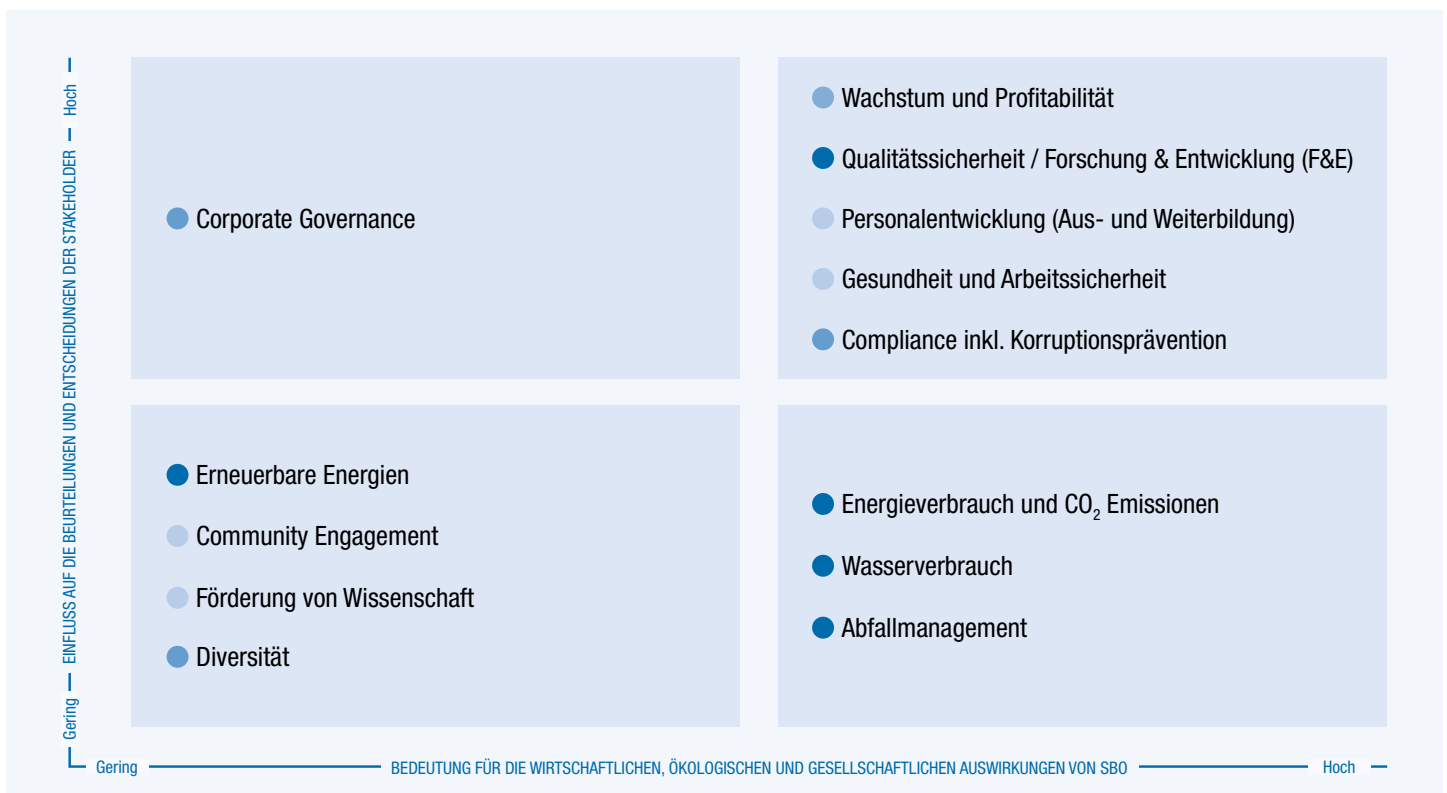 Hoch
EINFLUSS AUF DIE BEURTEILUNGEN UND ENTSCHEIDUNGEN DER STAKEHOLDER
Gering
Corporate Governance
Wachstum und Profitabilität
Qualitätssicherheit / Forschung & Entwicklung (F&E)
Personalentwicklung (Aus- und Weiterbildung)
Gesundheit und Arbeitssicherheit
Compliance inkl. Korruptionsprävention
Erneuerbare Energien
Community Engagement
Förderung von Wissenschaft
Diversität
Energieverbrauch und CO₂ Emissionen
Wasserverbrauch
Abfallmanagement
Gering
BEDEUTUNG FÜR DIE WIRTSCHAFTLICHEN, ÖKOLOGISCHEN UND GESELLSCHAFTLICHEN AUSWIRKUNGEN VON SBO
Hoch